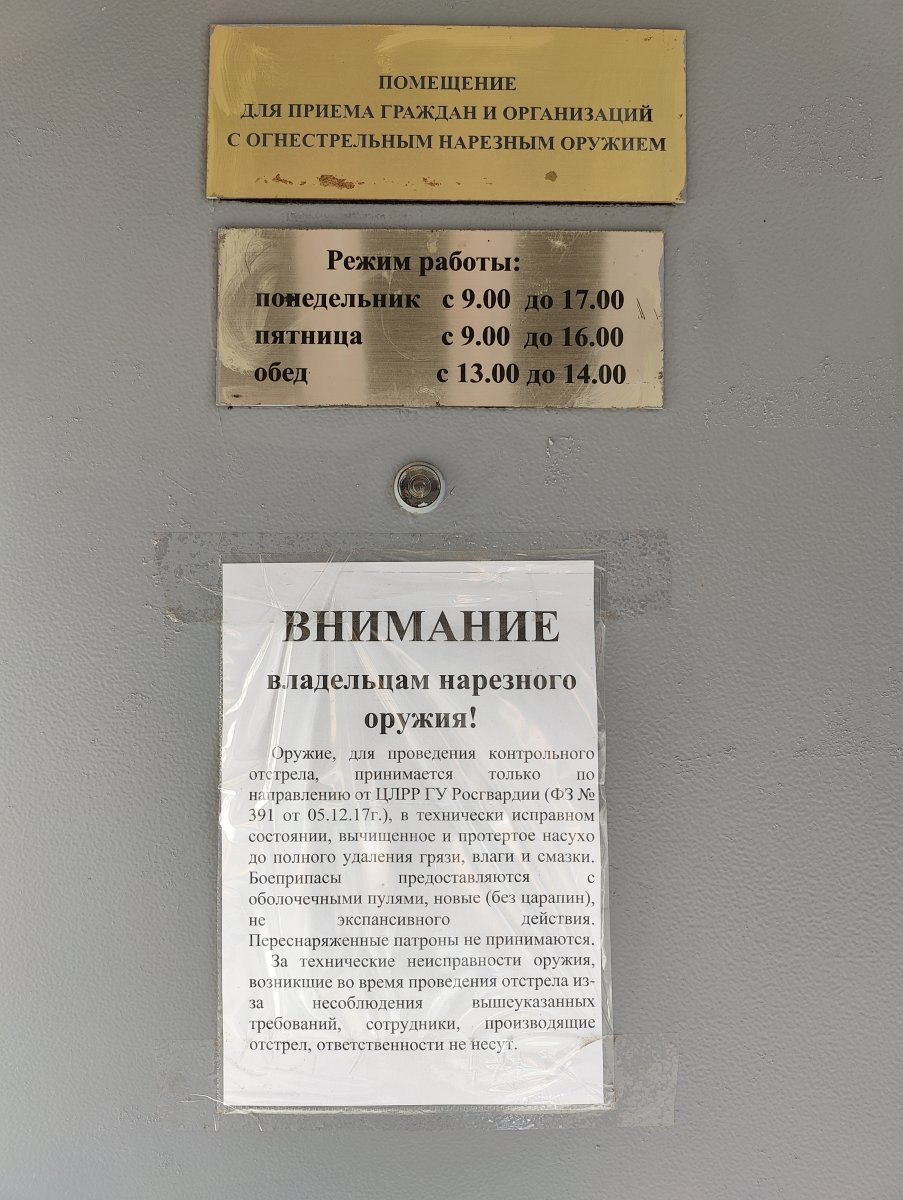 ПОМЕЩЕНИЕ
ДЛЯ ПРИЕМА ГРАЖДАН И ОРГАНИЗАЦИЙ
С ОГНЕСТРЕЛЬНЫМ НАРЕЗНЫМ ОРУЖИЕМ
Режим работы:
понедельник с 9.00 до 17.00
пятница с 9.00 до 16.00
обед с 13.00 до 14.00
ВНИМАНИЕ
владельцам нарезного
оружия!
Оружие, для проведения контрольного
отстрела, принимается только по
направлению от ЦЛРР ГУ Росгвардии (ФЗ №
391 от 05.12.17г.), в технически исправном
состоянии, вычищенное и протертое насухо
до полного удаления грязи, влаги и смазки.
Боеприпасы предоставляются с
оболочечными пулями, новые (без царапин),
не экспансивного действия.
Переснаряженные патроны не принимаются.
За технические неисправности оружия,
возникшие во время проведения отстрела из-
за несоблюдения вышеуказанных
требований, сотрудники, производящие
отстрел, ответственности не несут.